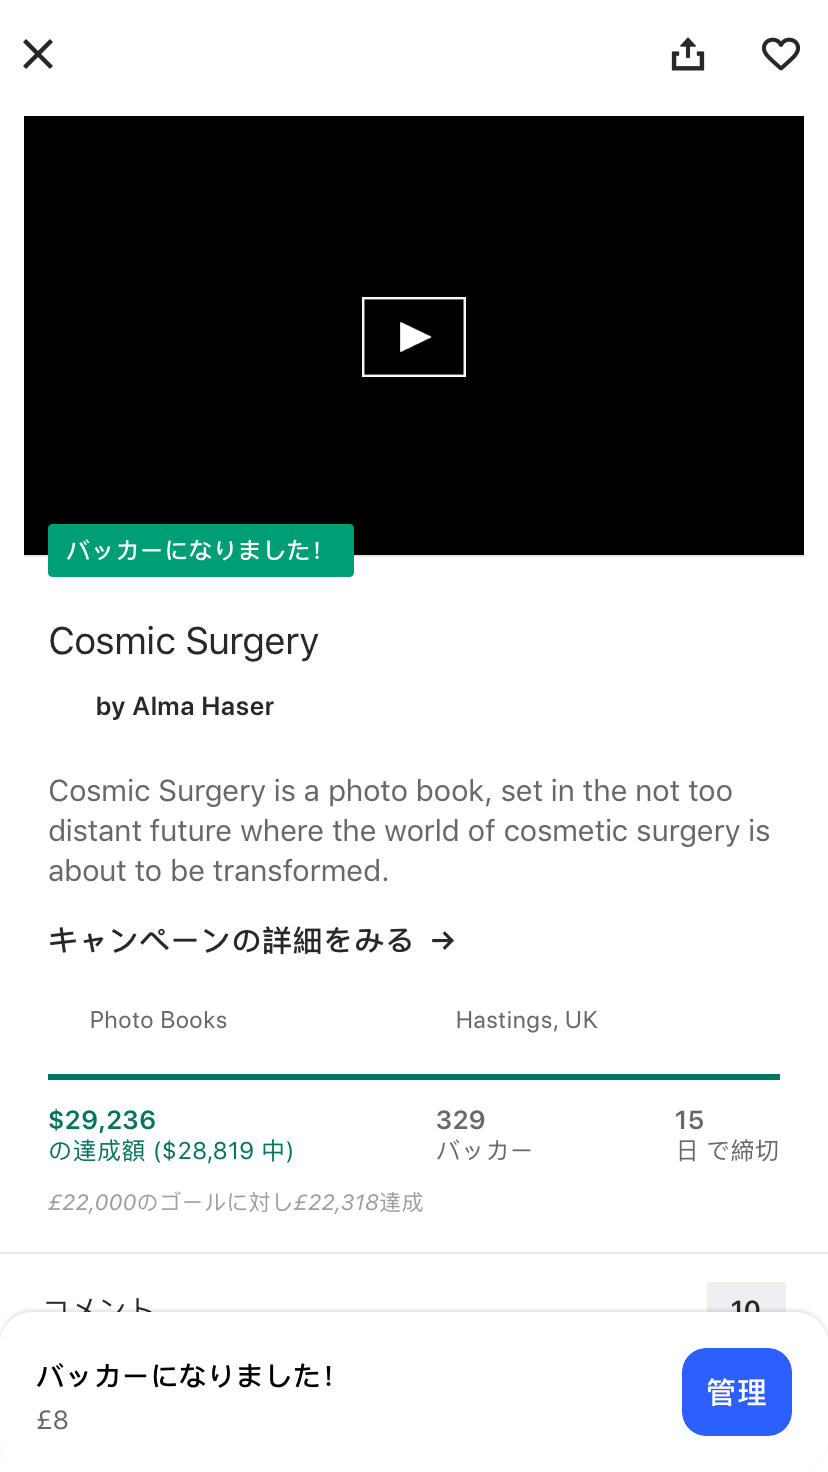 バッカーになりました!
Cosmic Surgery
by Alma Haser
Cosmic Surgery is a photo book, set in the not too
distant future where the world of cosmetic surgery is
about to be transformed.
キャンペーンの詳細をみる →
Photo Books
Hastings, UK
$29,236
の達成額 ($28,819 中)
329
バッカー
15
日 で締切
£22,000のゴールに対し£22,318達成
コメント
10
バッカーになりました!
£8
管理